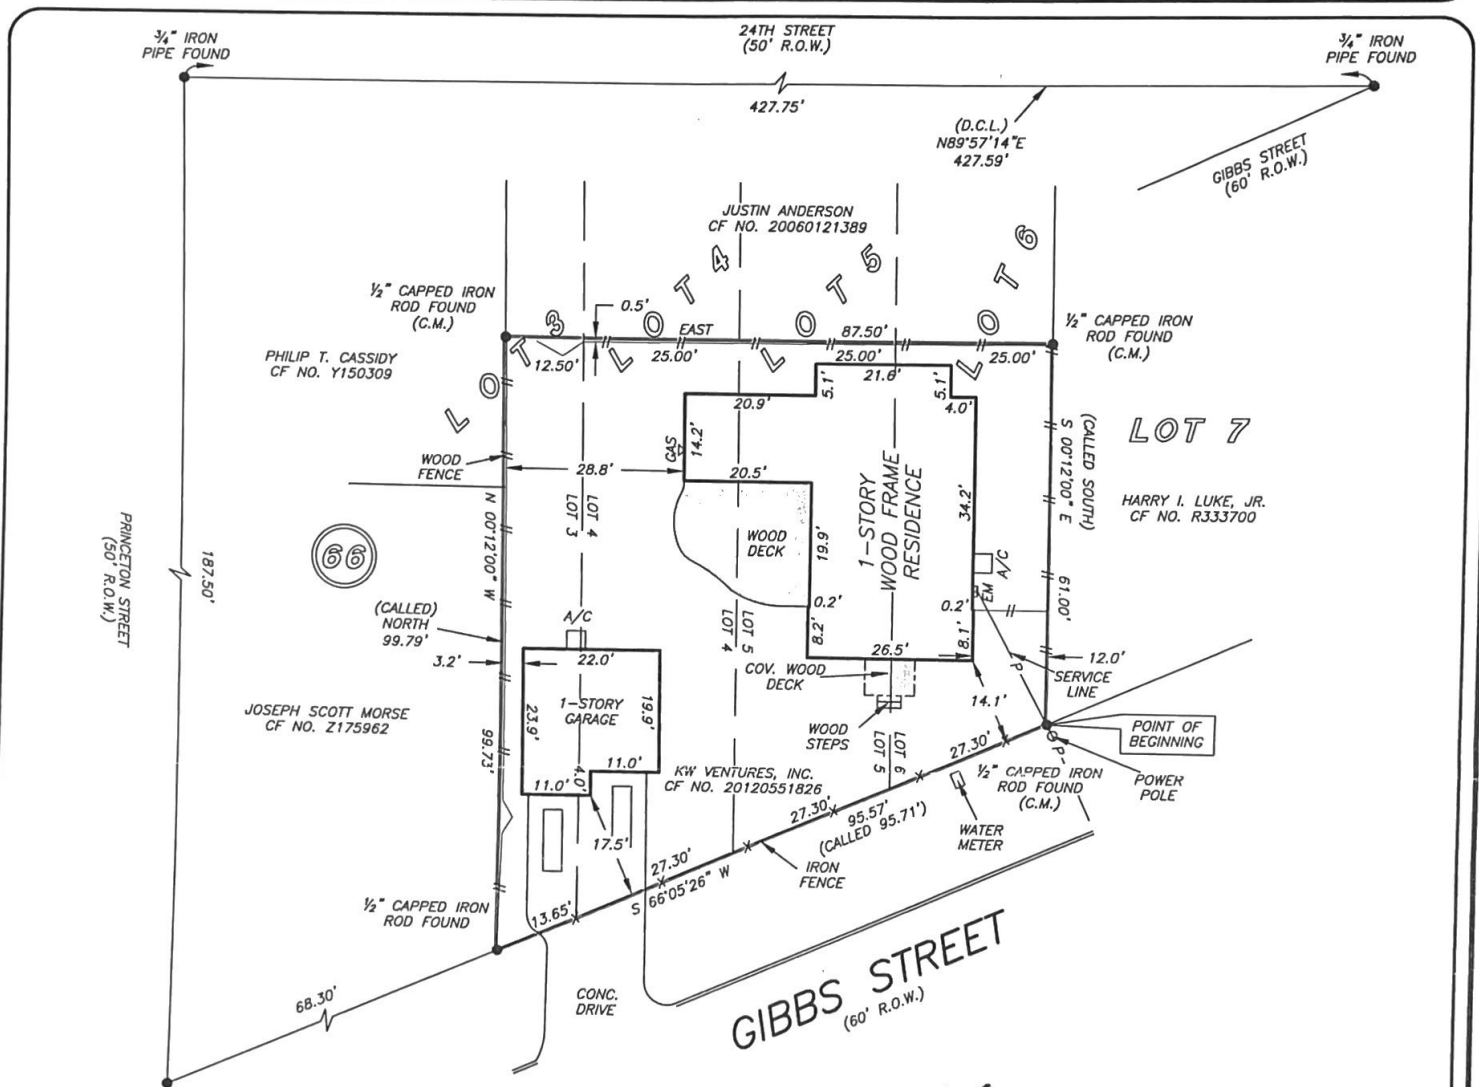 24TH STREET
(50' R.O.W.)
3/4" IRON
PIPE FOUND
3/4" IRON
PIPE FOUND
427.75'
(D.C.L.)
N89°57'14"E
427.59'
GIBBS STREET
(60' R.O.W.)
JUSTIN ANDERSON
CF NO. 20060121389
LOT 3
LOT 4
LOT 5
LOT 6
1/2" CAPPED IRON
ROD FOUND
(C.M.)
0.5'
EAST
87.50'
12.50'
25.00'
25.00'
25.00'
1/2" CAPPED IRON
ROD FOUND
(C.M.)
PHILIP T. CASSIDY
CF NO. Y150309
21.6'
5.1'
5.1'
4.0'
20.9'
14.2'
GAS
20.5'
WOOD
FENCE
28.8'
LOT 4
LOT 3
LOT 7
(CALLED SOUTH)
S 00°12'00" E
HARRY I. LUKE, JR.
CF NO. R333700
1-STORY
WOOD FRAME
RESIDENCE
34.2'
WOOD
DECK
19.9'
A/C
EM
N 00°12'00" W
66
PRINCETON STREET
(50' R.O.W.)
187.50'
61.00'
(CALLED)
NORTH
99.79'
3.2'
A/C
22.0'
0.2'
0.2'
8.2'
8.1'
LOT 5
LOT 4
26.5'
COV. WOOD
DECK
12.0'
P
SERVICE
LINE
14.1'
1-STORY
GARAGE
23.9'
19.9'
JOSEPH SCOTT MORSE
CF NO. Z175962
99.73'
WOOD
STEPS
LOT 6
LOT 5
POINT OF
BEGINNING
27.30'
P
4.0'
11.0'
11.0'
KW VENTURES, INC.
CF NO. 20120551826
1/2" CAPPED IRON
ROD FOUND
(C.M.)
POWER
POLE
27.30'
95.57'
(CALLED 95.71')
WATER
METER
17.5'
27.30'
S 66°05'26" W
IRON
FENCE
1/2" CAPPED IRON
ROD FOUND
13.65'
68.30'
CONC.
DRIVE
GIBBS STREET
(60' R.O.W.)